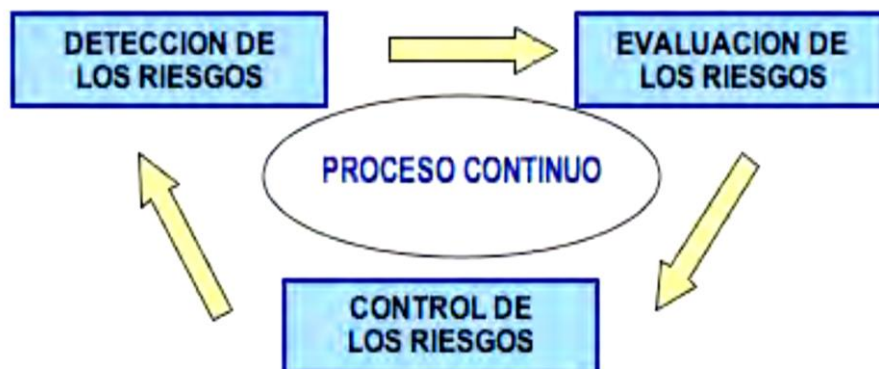 DETECCION DE
LOS RIESGOS
EVALUACION DE
LOS RIESGOS
PROCESO CONTINUO
CONTROL DE
LOS RIESGOS